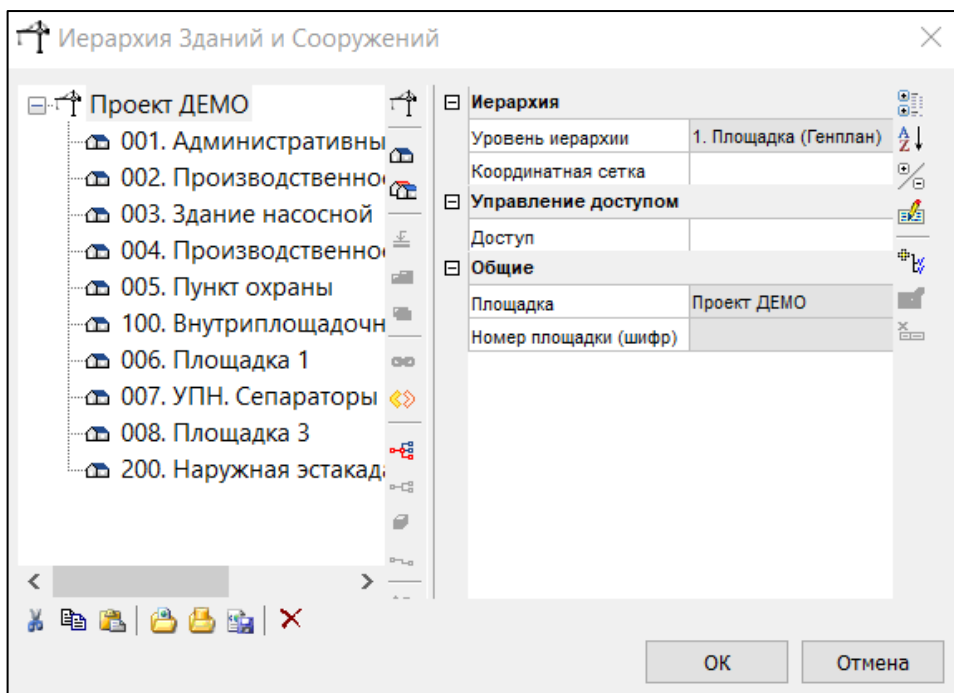 Иерархия Зданий и Сооружений
Проект ДЕМО
001. Административны
002. Производственно
003. Здание насосной
004. Производственно
005. Пункт охраны
100. Внутриплощадочн
006. Площадка 1
007. УПН. Сепараторы
008. Площадка 3
200. Наружная эстакада
Иерархия
Уровень иерархии 1. Площадка (Генплан)
Координатная сетка
Управление доступом
Доступ
Общие
Площадка Проект ДЕМО
Номер площадки (шифр)
ОК Отмена